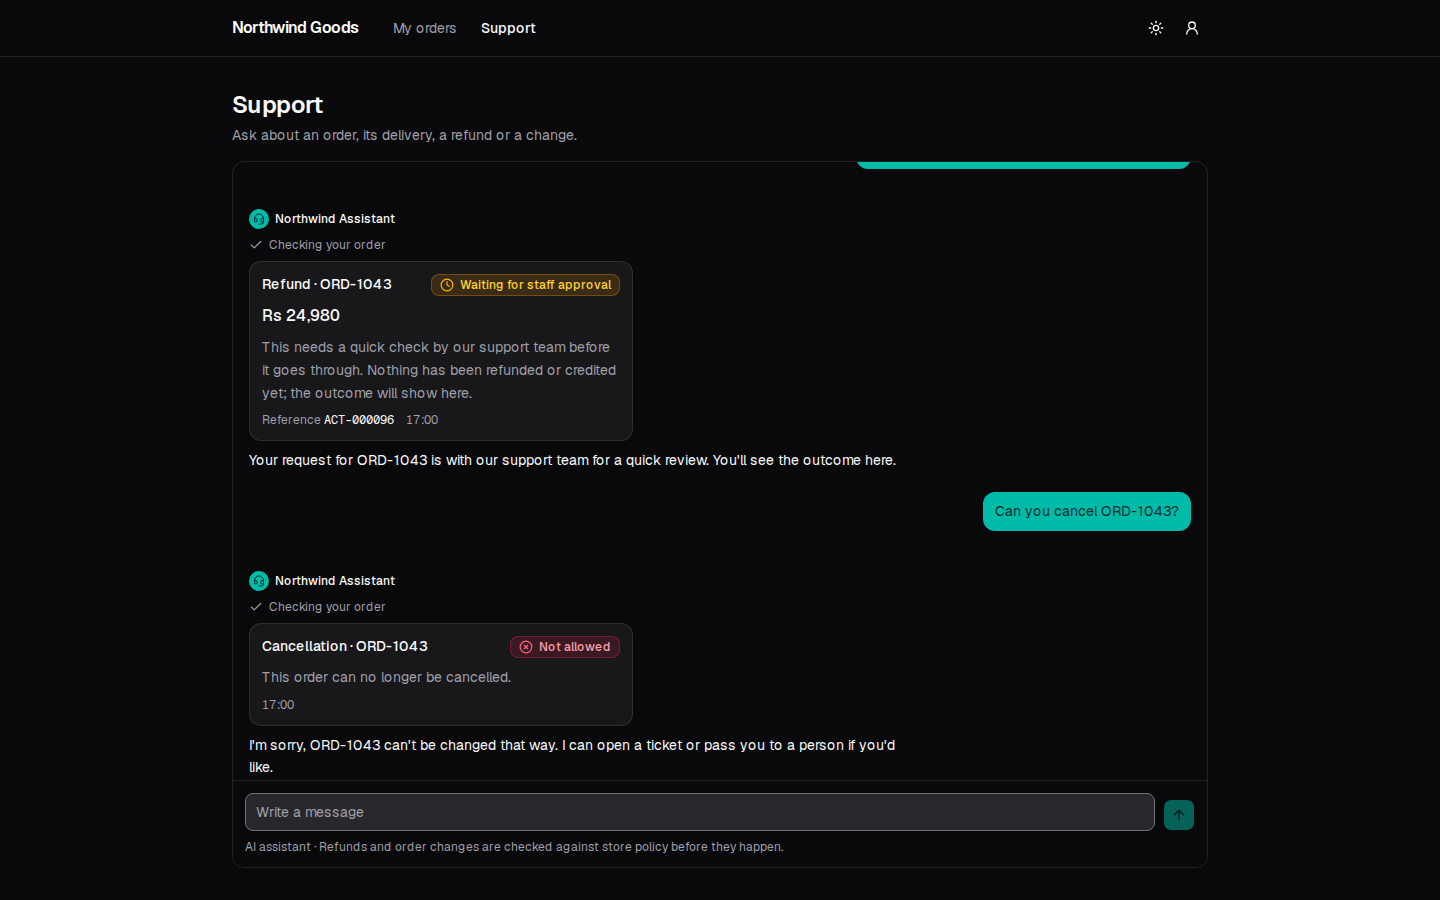 Northwind Goods My orders Support
Support
Ask about an order, its delivery, a refund or a change.
Northwind Assistant
Checking your order
Refund · ORD-1043 Waiting for staff approval
Rs 24,980
This needs a quick check by our support team before
it goes through. Nothing has been refunded or credited
yet; the outcome will show here.
Reference ACT-000096 17:00
Your request for ORD-1043 is with our support team for a quick review. You'll see the outcome here.
Can you cancel ORD-1043?
Northwind Assistant
Checking your order
Cancellation · ORD-1043 Not allowed
This order can no longer be cancelled.
17:00
I'm sorry, ORD-1043 can't be changed that way. I can open a ticket or pass you to a person if you'd
like.
Write a message
AI assistant · Refunds and order changes are checked against store policy before they happen.